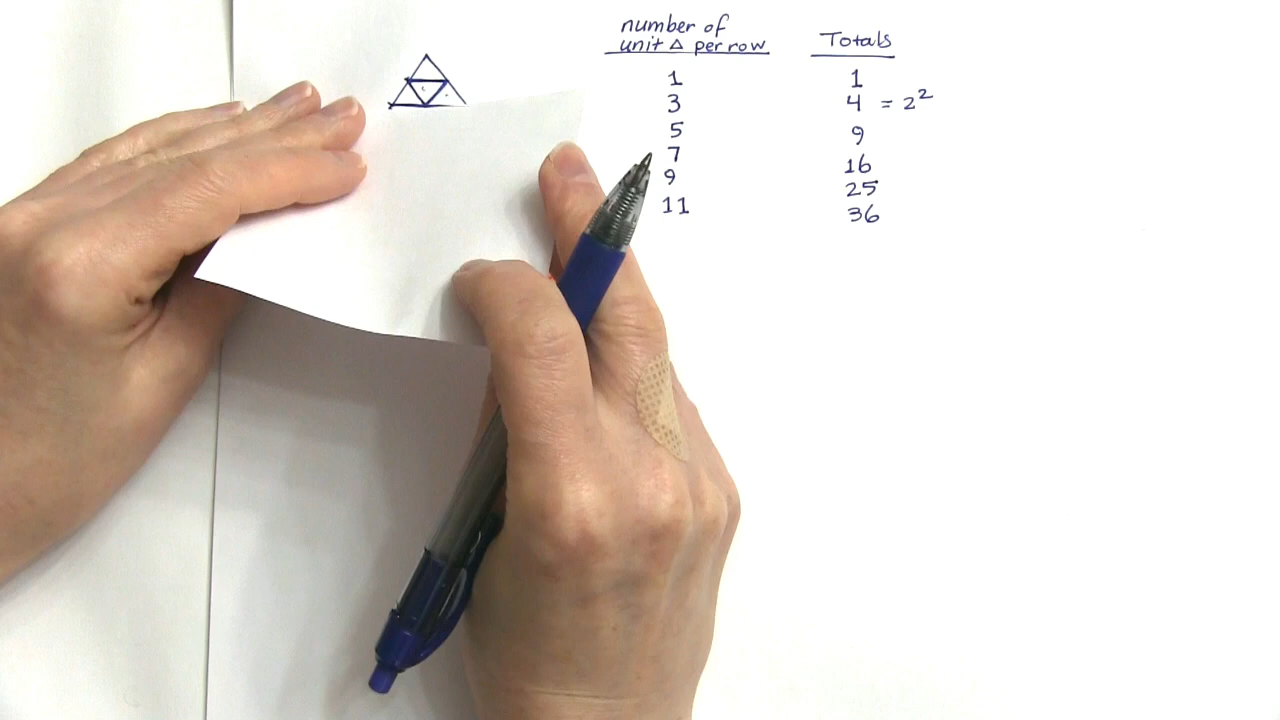 number of
unit △ per row Totals
1 1
3 4 = 2²
5 9
7 16
9 25
11 36